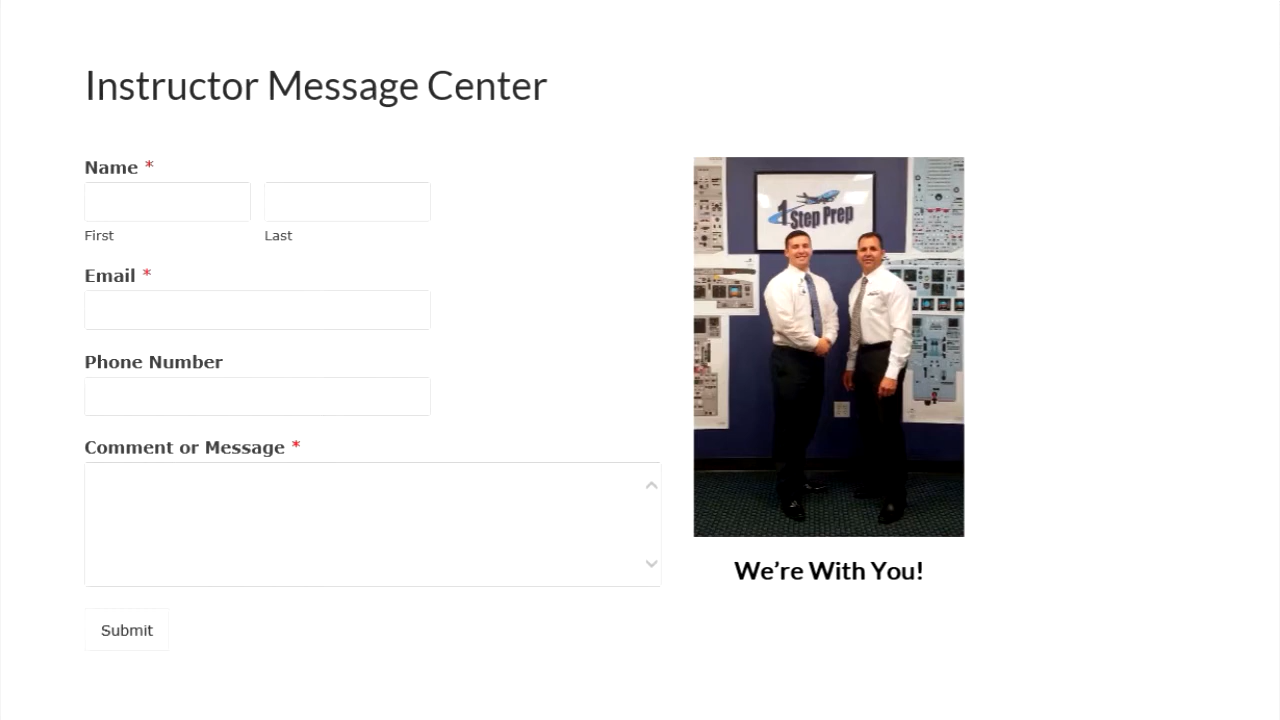 Instructor Message Center
Name *
First
Last
Email *
Phone Number
Comment or Message *
Submit
1 Step Prep
We're With You!